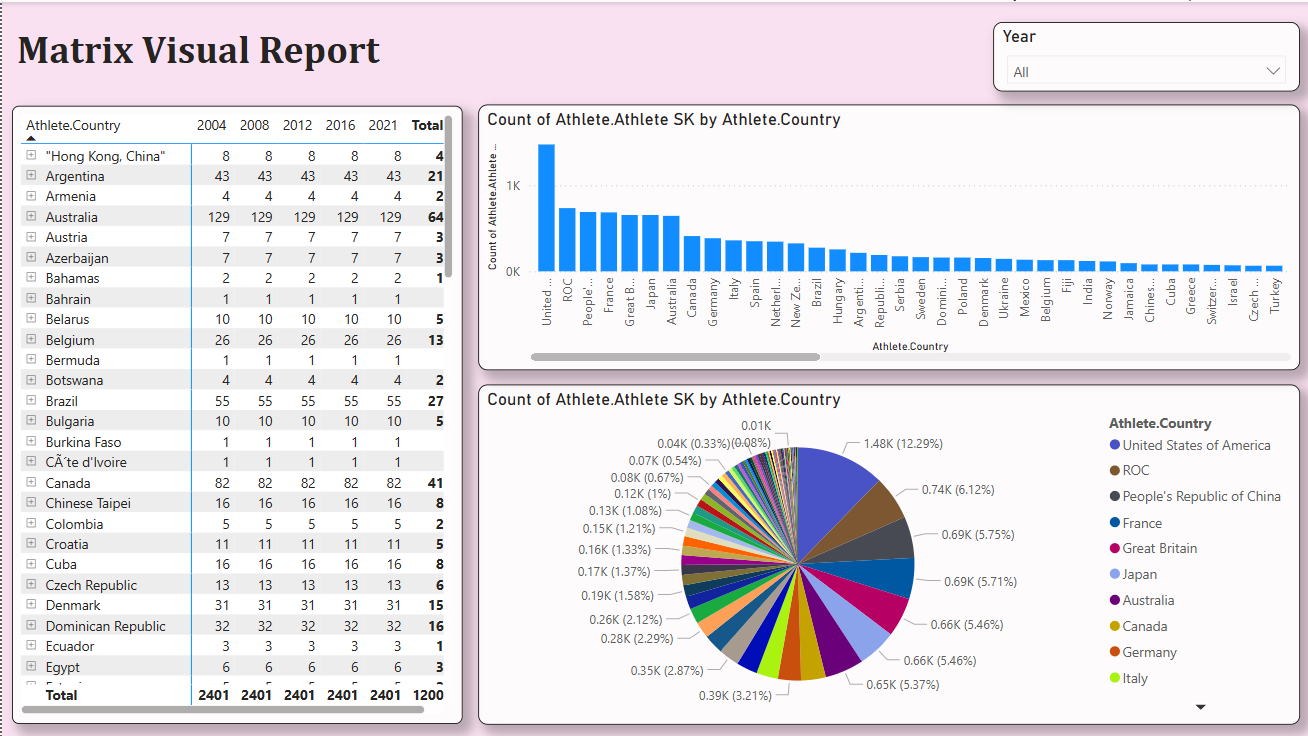 Matrix Visual Report
Year
All
Athlete.Country 2004 2008 2012 2016 2021 Total
"Hong Kong, China" 8 8 8 8 8 4
Argentina 43 43 43 43 43 21
Armenia 4 4 4 4 4 2
Australia 129 129 129 129 129 64
Austria 7 7 7 7 7 3
Azerbaijan 7 7 7 7 7 3
Bahamas 2 2 2 2 2 1
Bahrain 1 1 1 1 1
Belarus 10 10 10 10 10 5
Belgium 26 26 26 26 26 13
Bermuda 1 1 1 1 1
Botswana 4 4 4 4 4 2
Brazil 55 55 55 55 55 27
Bulgaria 10 10 10 10 10 5
Burkina Faso 1 1 1 1 1
CÃ´te d'Ivoire 1 1 1 1 1
Canada 82 82 82 82 82 41
Chinese Taipei 16 16 16 16 16 8
Colombia 5 5 5 5 5 2
Croatia 11 11 11 11 11 5
Cuba 16 16 16 16 16 8
Czech Republic 13 13 13 13 13 6
Denmark 31 31 31 31 31 15
Dominican Republic 32 32 32 32 32 16
Ecuador 3 3 3 3 3 1
Egypt 6 6 6 6 6 3
Total 2401 2401 2401 2401 2401 1200
Count of Athlete.Athlete SK by Athlete.Country
Count of Athlete.Athlete ...
1K
0K
United ...
ROC
People'...
France
Great B...
Japan
Australia
Canada
Germany
Italy
Spain
Netherl...
New Ze...
Brazil
Hungary
Argenti...
Republi...
Serbia
Sweden
Domini...
Poland
Denmark
Ukraine
Mexico
Belgium
Fiji
India
Norway
Jamaica
Chines...
Cuba
Greece
Switzer...
Israel
Czech ...
Turkey
Athlete.Country
Count of Athlete.Athlete SK by Athlete.Country
1.48K (12.29%)
0.74K (6.12%)
0.69K (5.75%)
0.69K (5.71%)
0.66K (5.46%)
0.66K (5.46%)
0.65K (5.37%)
0.39K (3.21%)
0.35K (2.87%)
0.28K (2.29%)
0.26K (2.12%)
0.19K (1.58%)
0.17K (1.37%)
0.16K (1.33%)
0.15K (1.21%)
0.13K (1.08%)
0.12K (1%)
0.08K (0.67%)
0.07K (0.54%)
0.04K (0.33%)
0.01K
(0.08%)
Athlete.Country
United States of America
ROC
People's Republic of China
France
Great Britain
Japan
Australia
Canada
Germany
Italy